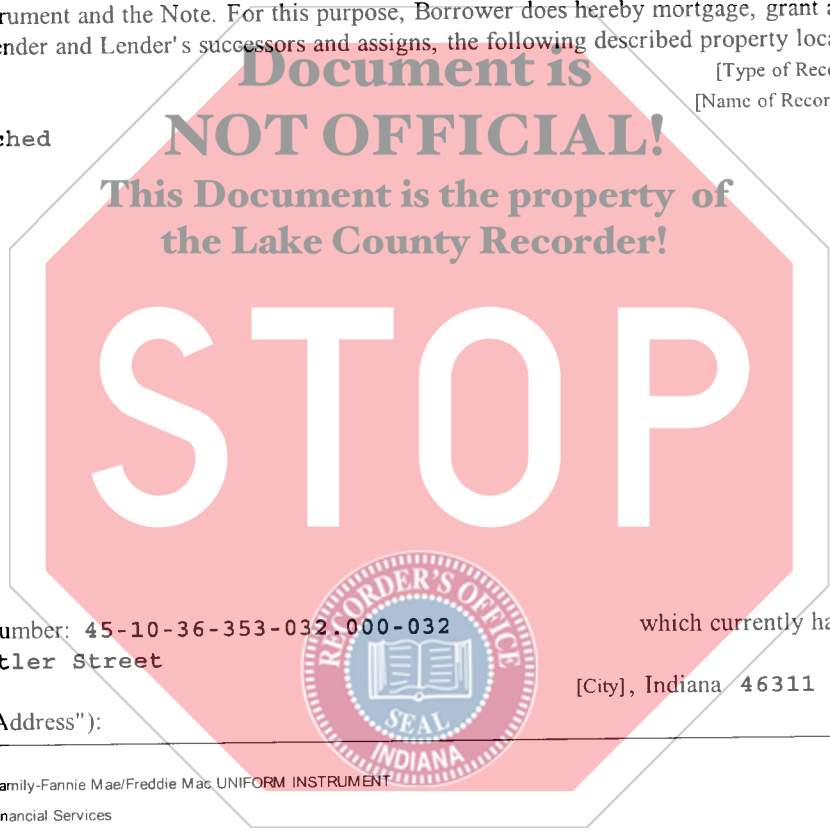 rument and the Note. For this purpose, Borrower does hereby mortgage, grant a
ender and Lender's successors and assigns, the following described property loca
Document is
[Type of Reco
[Name of Recor
NOT OFFICIAL!
ched
This Document is the property of
the Lake County Recorder!
STOP
RECORDER'S OFFICE
SEAL
INDIANA
umber: 45-10-36-353-032.000-032 which currently ha
tler Street
[City], Indiana 46311
Address"):
amily-Fannie Mae/Freddie Mac UNIFORM INSTRUMENT
nancial Services